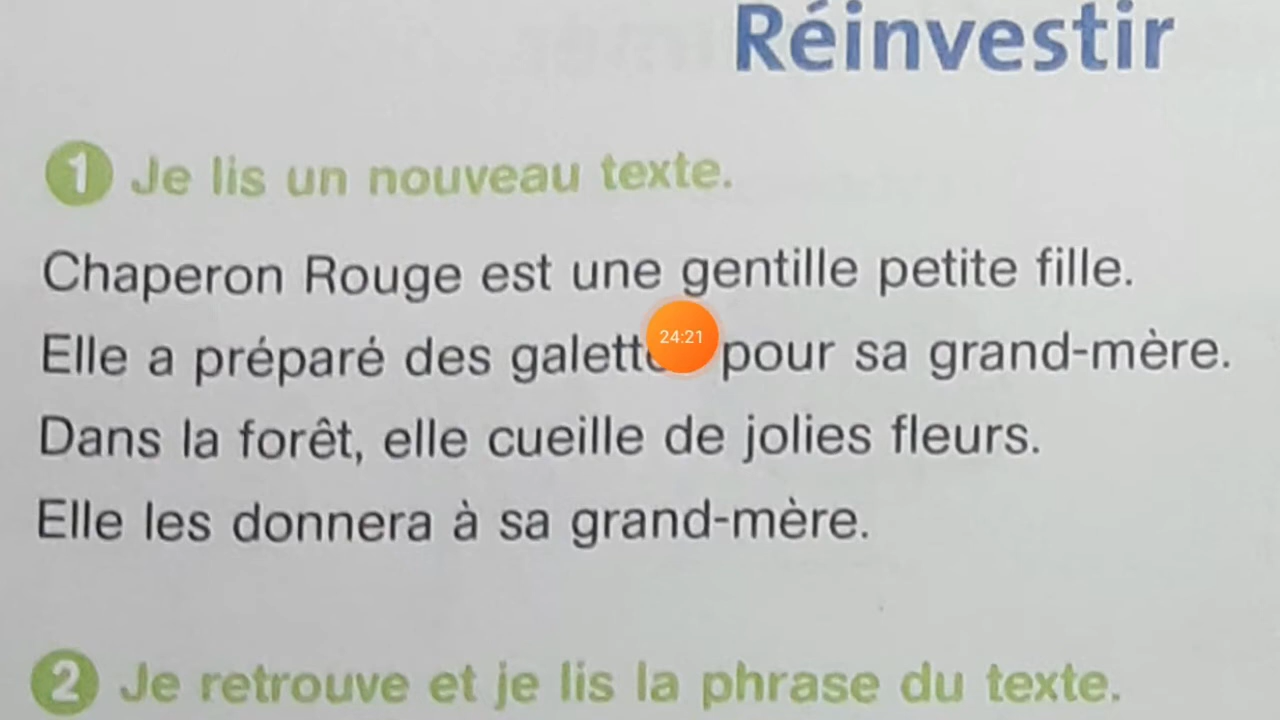 Réinvestir
1 Je lis un nouveau texte.
Chaperon Rouge est une gentille petite fille.
Elle a préparé des pour sa grand-mère.
24:21
Dans la forêt, elle cueille de jolies fleurs.
Elle les donnera à sa grand-mère.
2 Je retrouve et je lis la phrase du texte.